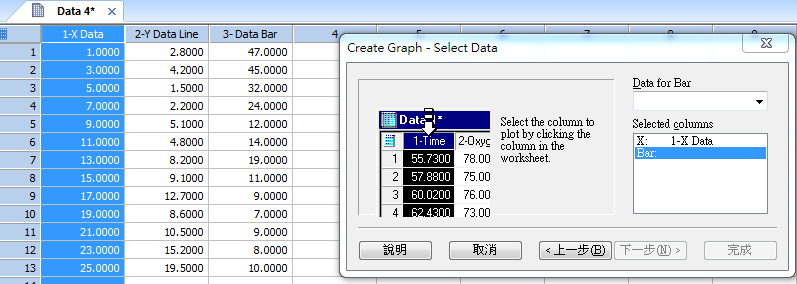 Data 4*
1-X Data 2-Y Data Line 3- Data Bar 4
1 1.0000 2.8000 47.0000
2 3.0000 4.2000 45.0000
3 5.0000 1.5000 32.0000
4 7.0000 2.2000 24.0000
5 9.0000 5.1000 12.0000
6 11.0000 4.8000 14.0000
7 13.0000 8.2000 19.0000
8 15.0000 9.1000 11.0000
9 17.0000 12.7000 9.0000
10 19.0000 8.6000 7.0000
11 21.0000 10.5000 9.0000
12 23.0000 15.2000 8.0000
13 25.0000 19.5000 10.0000
Create Graph - Select Data
1-Time 2-Oxyg
1 55.7300 78.00
2 57.8800 75.00
3 60.0200 76.00
4 62.4300 73.00
Select the column to
plot by clicking the
column in the
worksheet.
Data for Bar
Selected columns
X: 1-X Data
Bar:
說明
取消
< 上一步(B)
下一步(N) >
完成